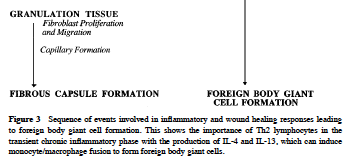 GRANULATION TISSUE
Fibroblast Proliferation
and Migration
Capillary Formation
FIBROUS CAPSULE FORMATION
FOREIGN BODY GIANT
CELL FORMATION
Figure 3 Sequence of events involved in inflammatory and wound healing responses leading
to foreign body giant cell formation. This shows the importance of Th2 lymphocytes in the
transient chronic inflammatory phase with the production of IL-4 and IL-13, which can induce
monocyte/macrophage fusion to form foreign body giant cells.